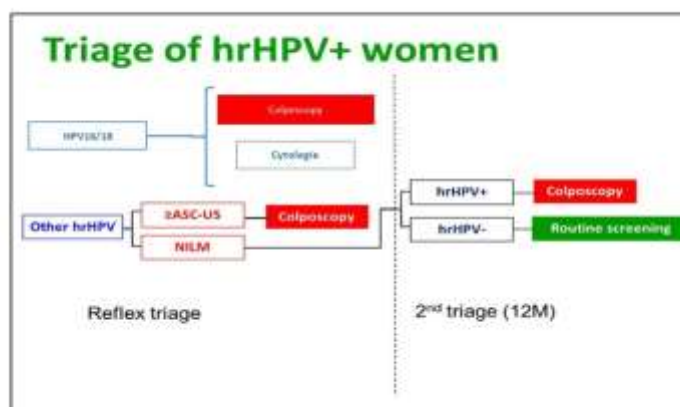 Triage of hrHPV+ women
Colposcopy
HPV16/18
Cytologie
hrHPV+
Colposcopy
≥ASC-US
Colposcopy
Other hrHPV
hrHPV-
Routine screening
NILM
Reflex triage
2nd triage (12M)